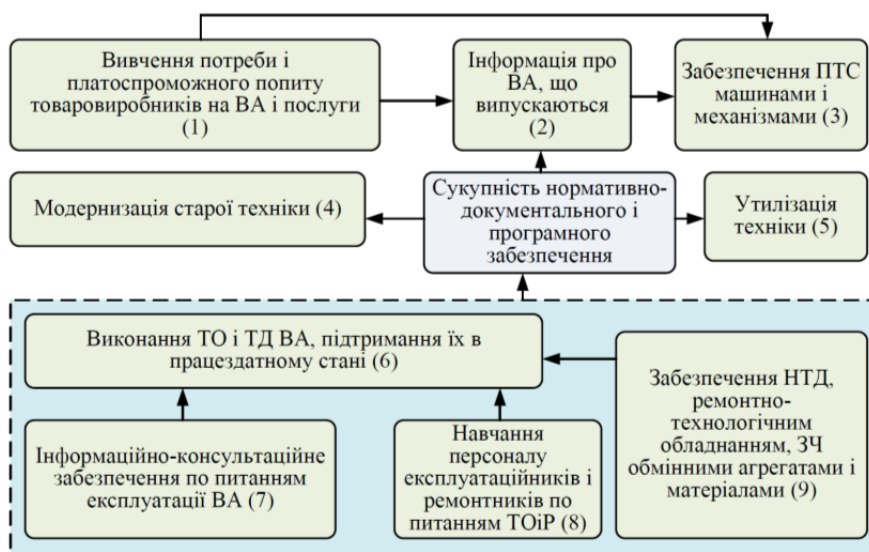 Вивчення потреби і
платоспроможного попиту
товаровиробників на ВА і послуги
(1)
Інформація про
ВА, що
випускаються
(2)
Забезпечення ПТС
машинами і
механізмами (3)
Модернизація старої техніки (4)
Сукупність нормативно-
документального і
програмного
забезпечення
Утилізація
техніки (5)
Виконання ТО і ТД ВА, підтримання їх в
працездатному стані (6)
Інформаційно-консультаційне
забезпечення по питанням
експлуатації ВА (7)
Навчання
персоналу
експлуатаційників і
ремонтників по
питанням ТОіР (8)
Забезпечення НТД,
ремонтно-
технологічним
обладнанням, ЗЧ
обмінними агрегатами і
матеріалами (9)